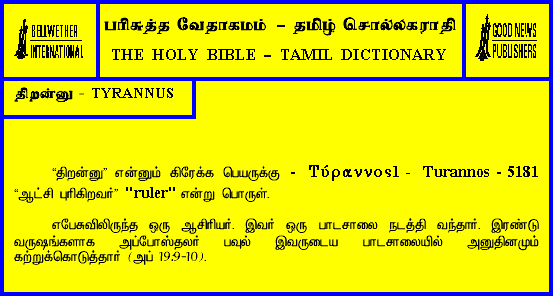 BELLWETHER
INTERNATIONAL
பரிசுத்த வேதாகமம் – தமிழ் சொல்லகராதி
THE HOLY BIBLE – TAMIL DICTIONARY
GOOD NEWS
PUBLISHERS
திறன்னு - TYRANNUS
“திறன்னு” என்னும் கிரேக்க பெயருக்கு - Τύραννοs1 - Turannos - 5181
“ஆட்சி புரிகிறவர்” "ruler" என்று பொருள்.
எபேசுவிலிருந்த ஒரு ஆசிரியர். இவர் ஒரு பாடசாலை நடத்தி வந்தார். இரண்டு
வருஷங்களாக அப்போஸ்தலர் பவுல் இவருடைய பாடசாலையில் அனுதினமும்
கற்றுக்கொடுத்தார் (அப் 19.9-10).